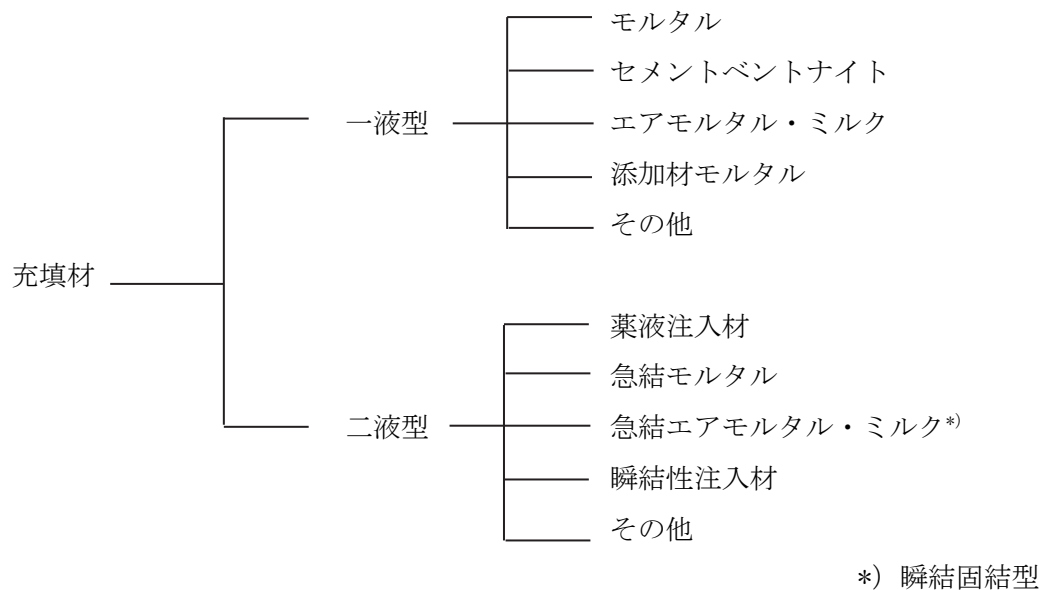 モルタル
セメントベントナイト
一液型
エアモルタル・ミルク
添加材モルタル
その他
充填材
薬液注入材
急結モルタル
二液型
急結エアモルタル・ミルク*)
瞬結性注入材
その他
*) 瞬結固結型